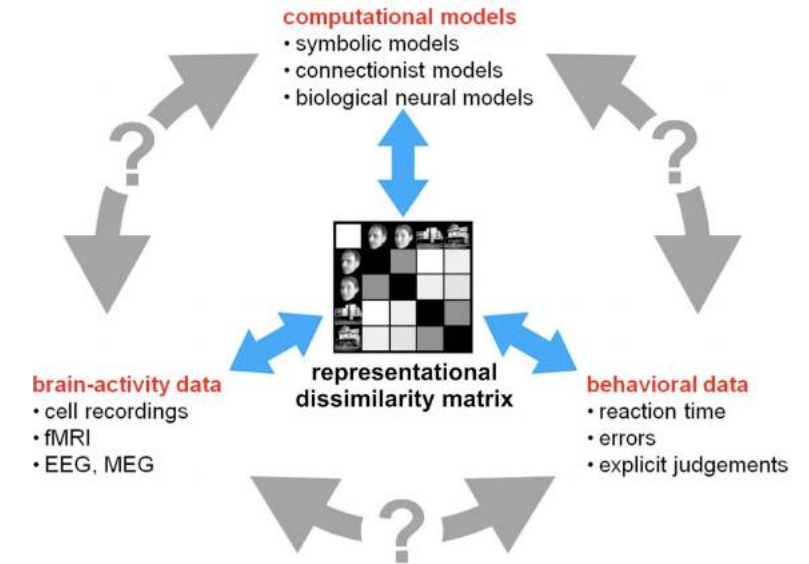 computational models
• symbolic models
• connectionist models
• biological neural models
?
?
representational
dissimilarity matrix
brain-activity data
• cell recordings
• fMRI
• EEG, MEG
behavioral data
• reaction time
• errors
• explicit judgements
?